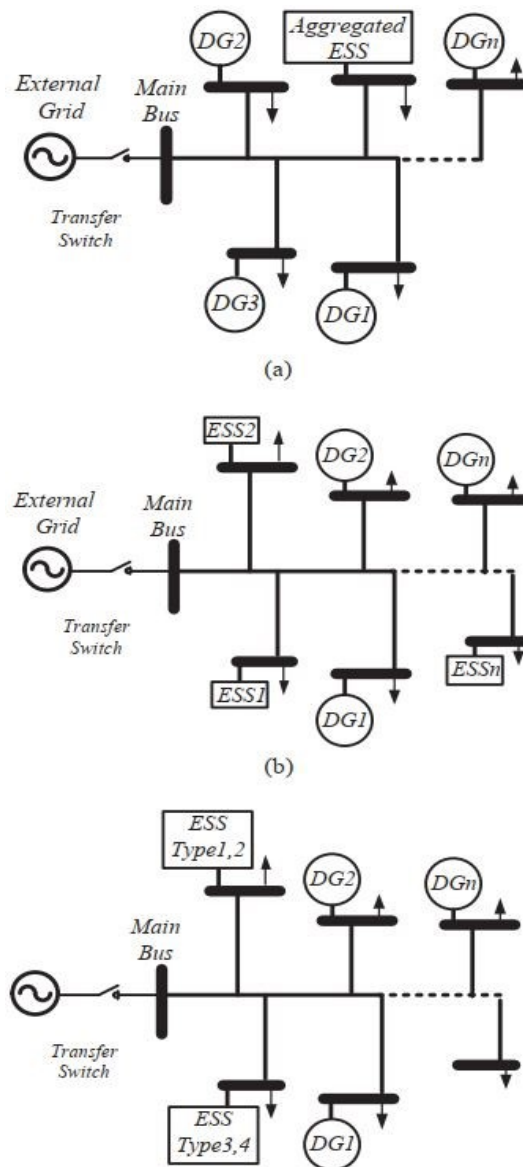 DG2
Aggregated
ESS
DGn
External
Grid
Main
Bus
Transfer
Switch
DG3
DG1
(a)
ESS2
DG2
DGn
External
Grid
Main
Bus
Transfer
Switch
ESS1
DG1
ESSn
(b)
ESS
Type1,2
DG2
DGn
Main
Bus
Transfer
Switch
ESS
Type3,4
DG1